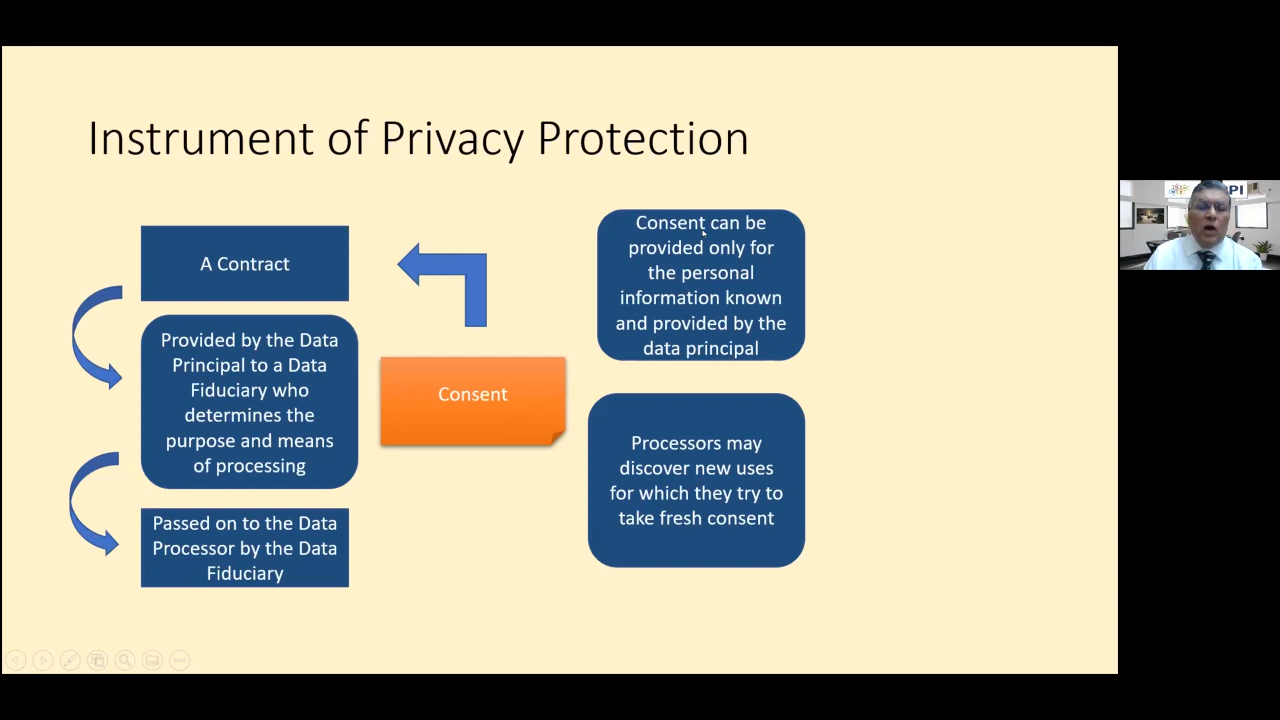 Instrument of Privacy Protection
A Contract
Provided by the Data
Principal to a Data
Fiduciary who
determines the
purpose and means
of processing
Passed on to the Data
Processor by the Data
Fiduciary
Consent
Consent can be
provided only for
the personal
information known
and provided by the
data principal
Processors may
discover new uses
for which they try to
take fresh consent